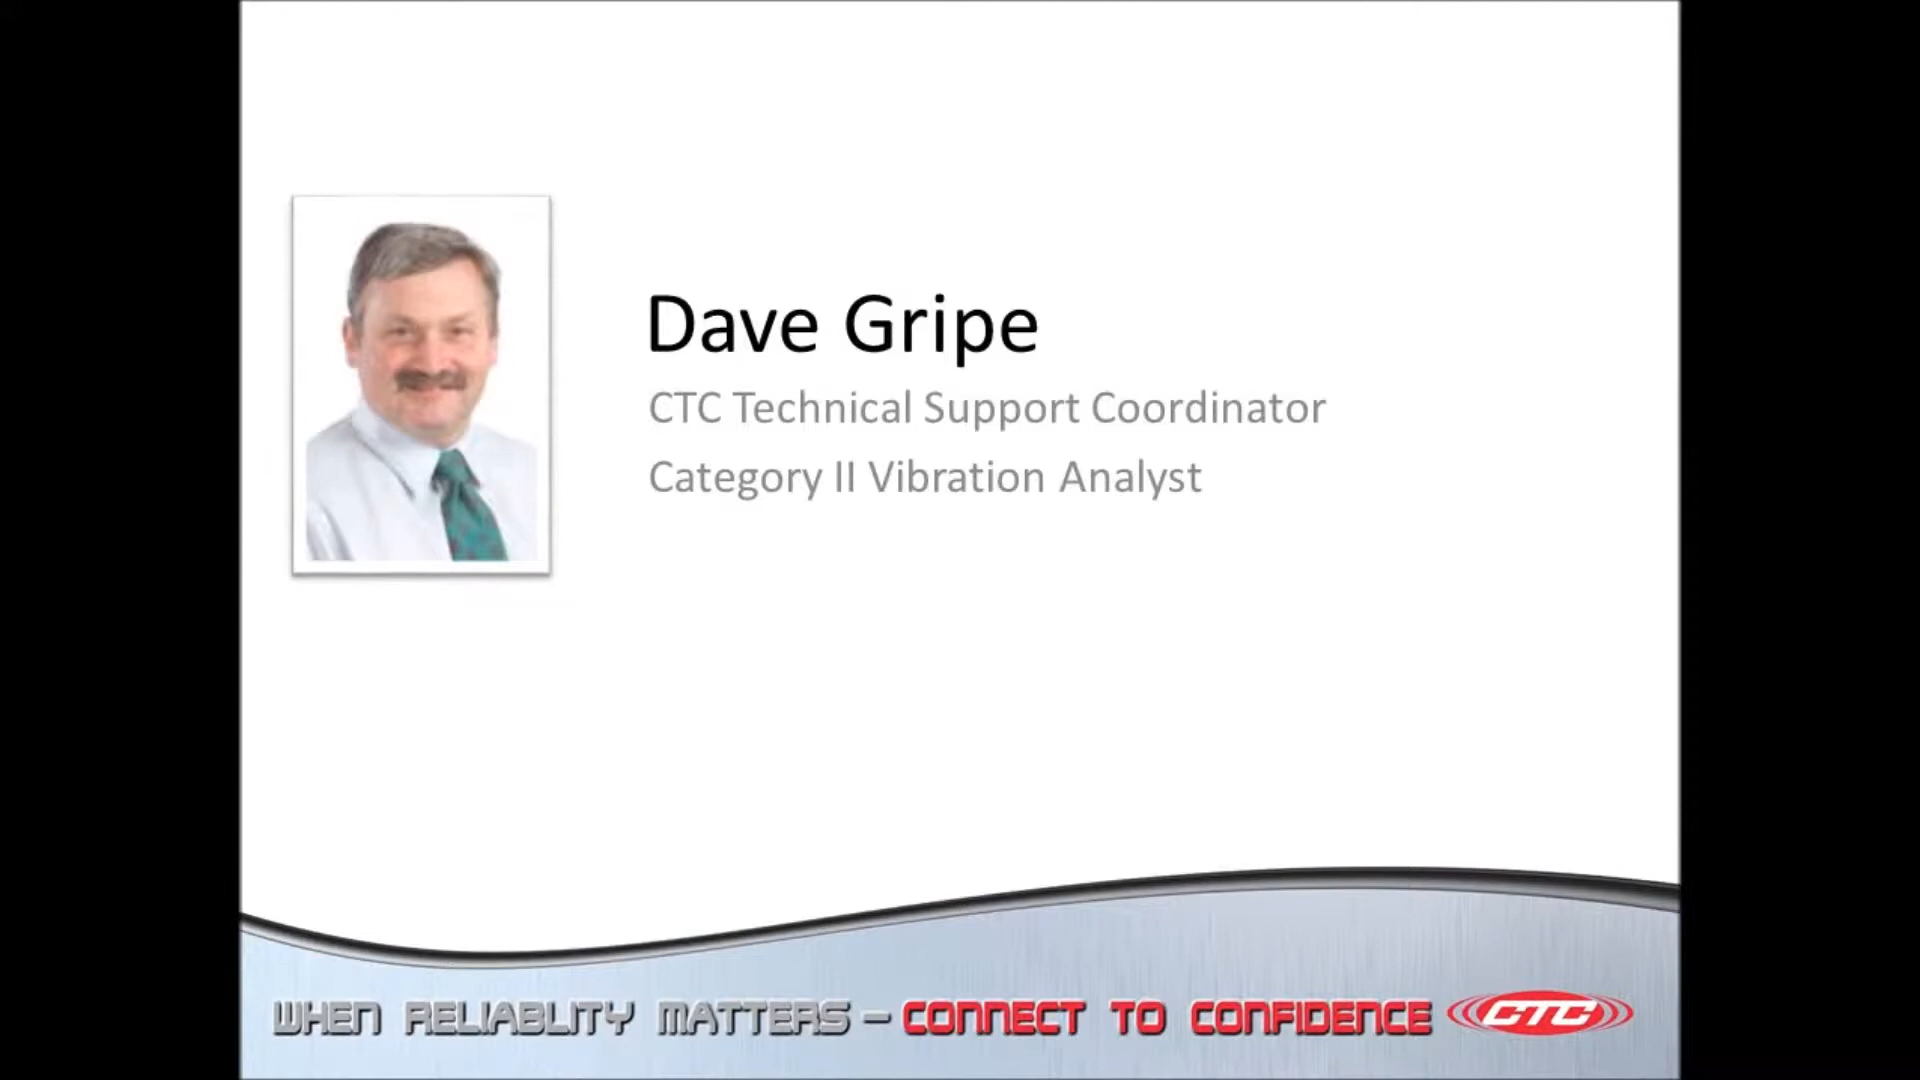 Dave Gripe
CTC Technical Support Coordinator
Category II Vibration Analyst
WHEN RELIABLITY MATTERS – CONNECT TO CONFIDENCE CTC